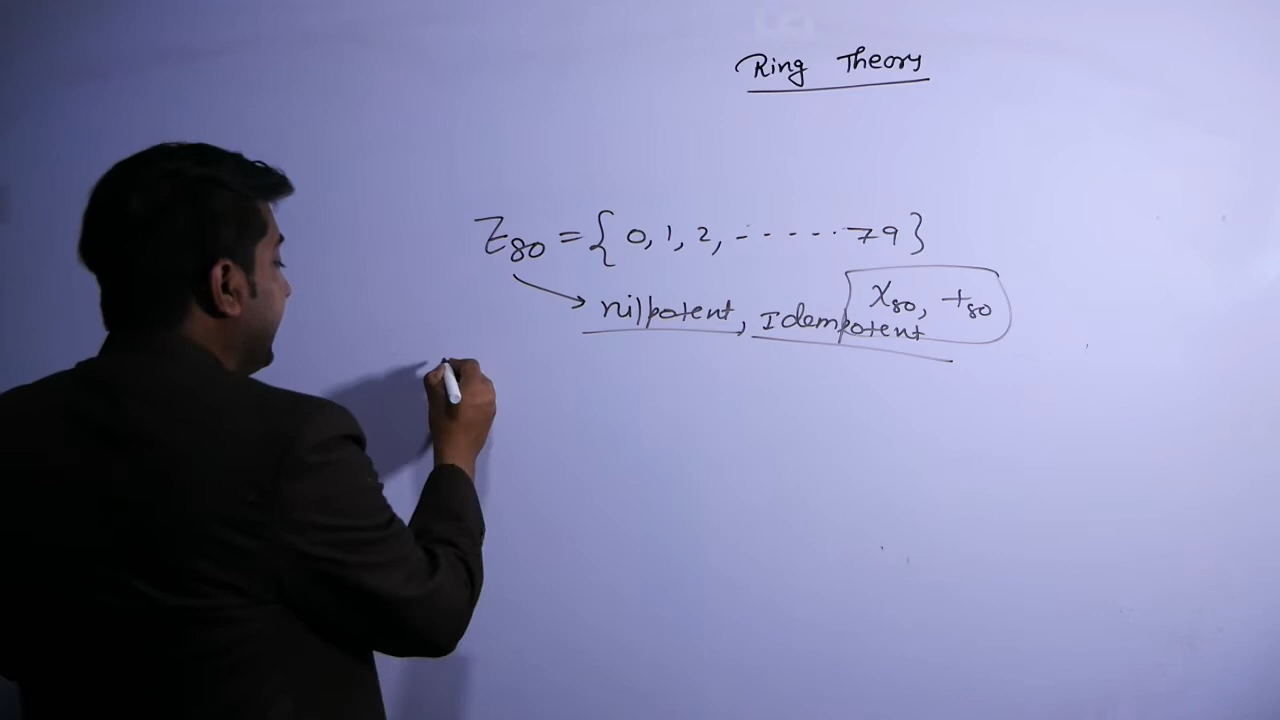 Ring Theory
Z80 = { 0, 1, 2, ------ 79 }
X80, +80
nilpotent, Idempotent